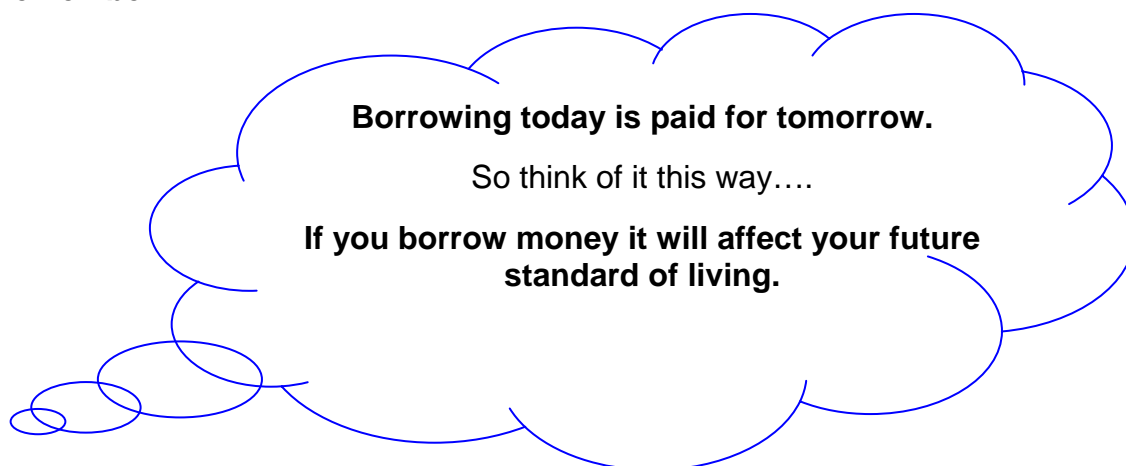 Borrowing today is paid for tomorrow.
So think of it this way….
If you borrow money it will affect your future
standard of living.